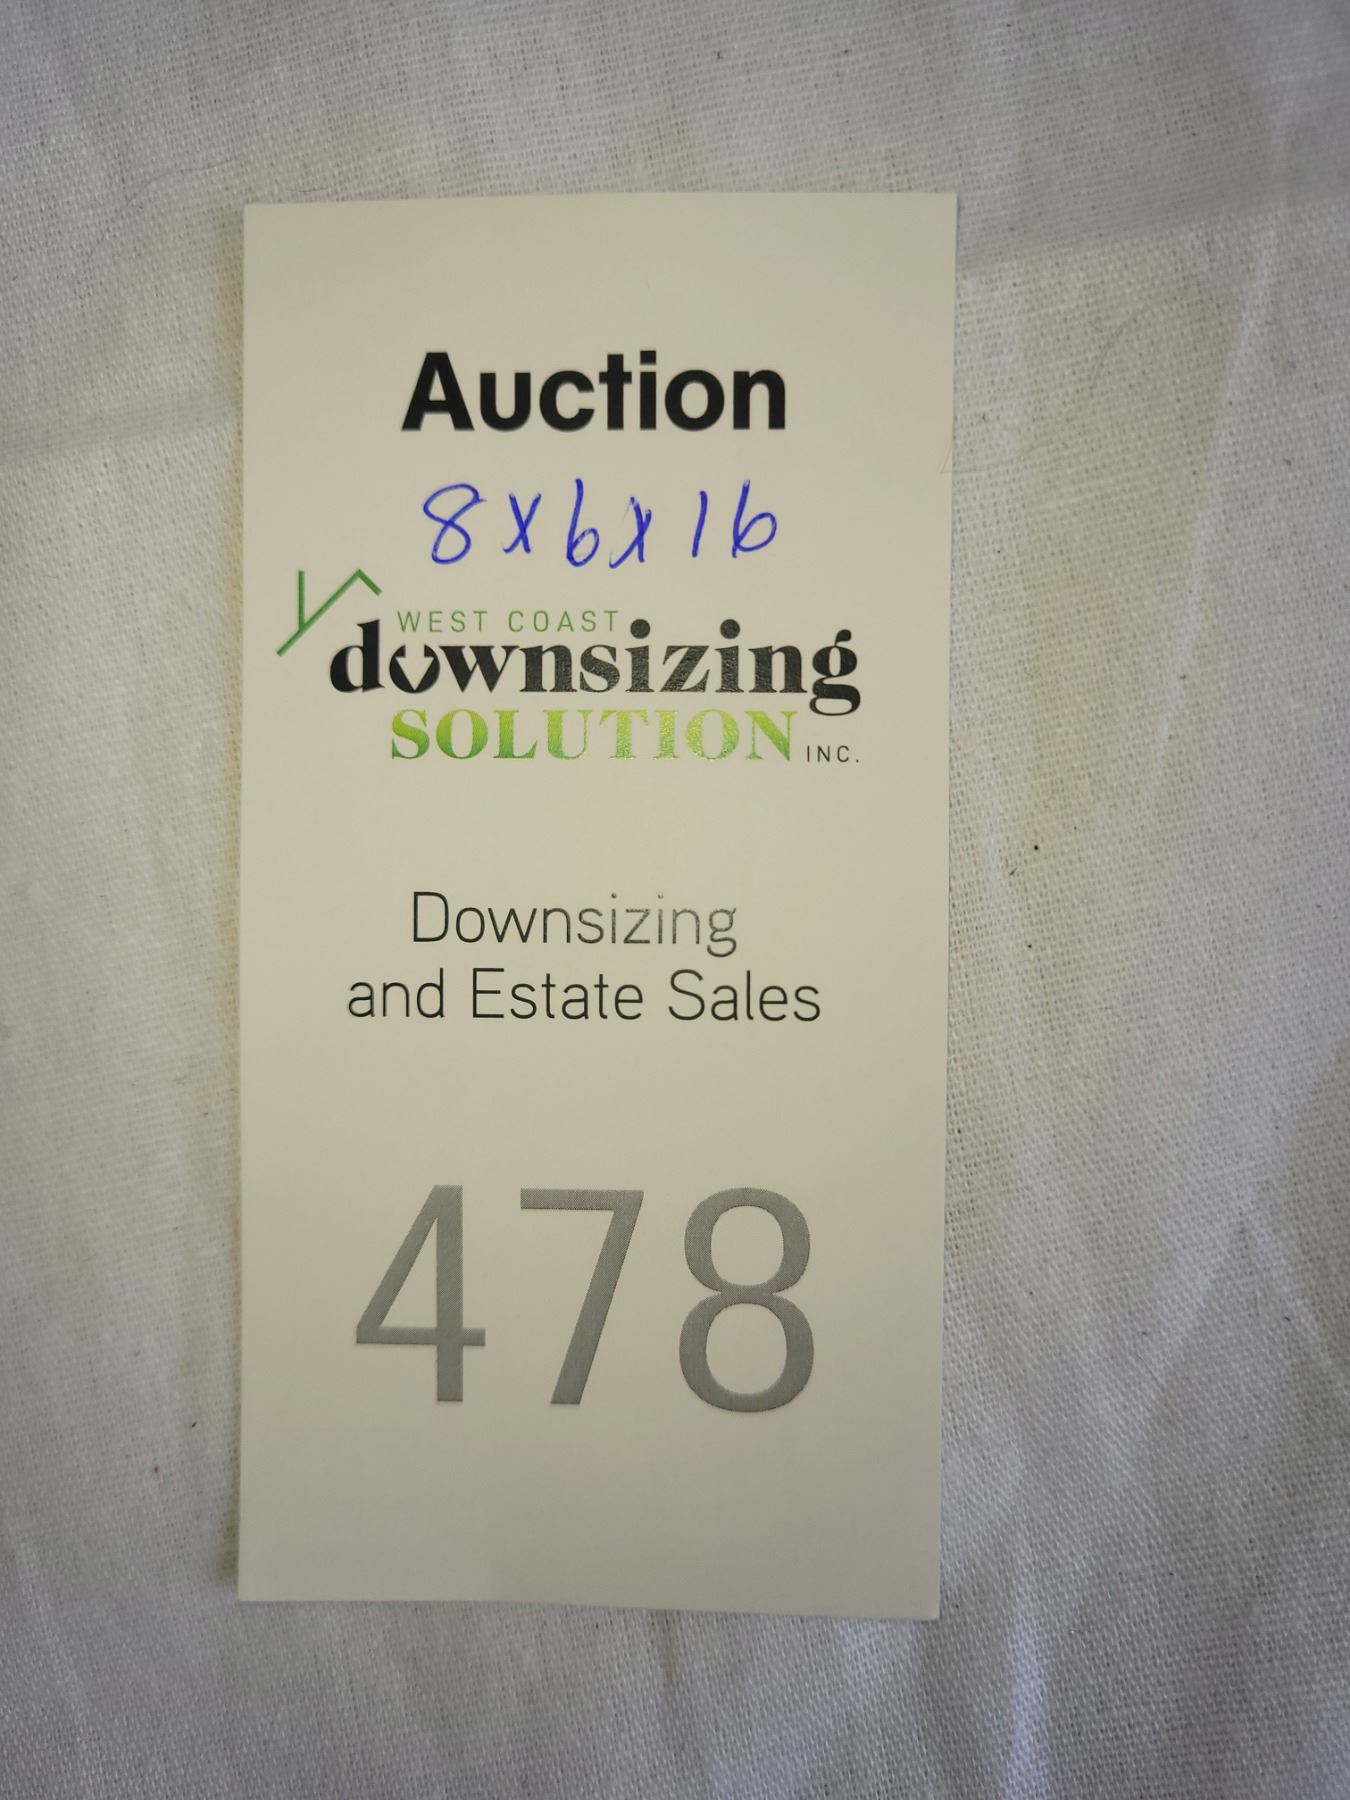 Auction
8x6x16
WEST COAST
downsizing
SOLUTION INC.
Downsizing
and Estate Sales
478